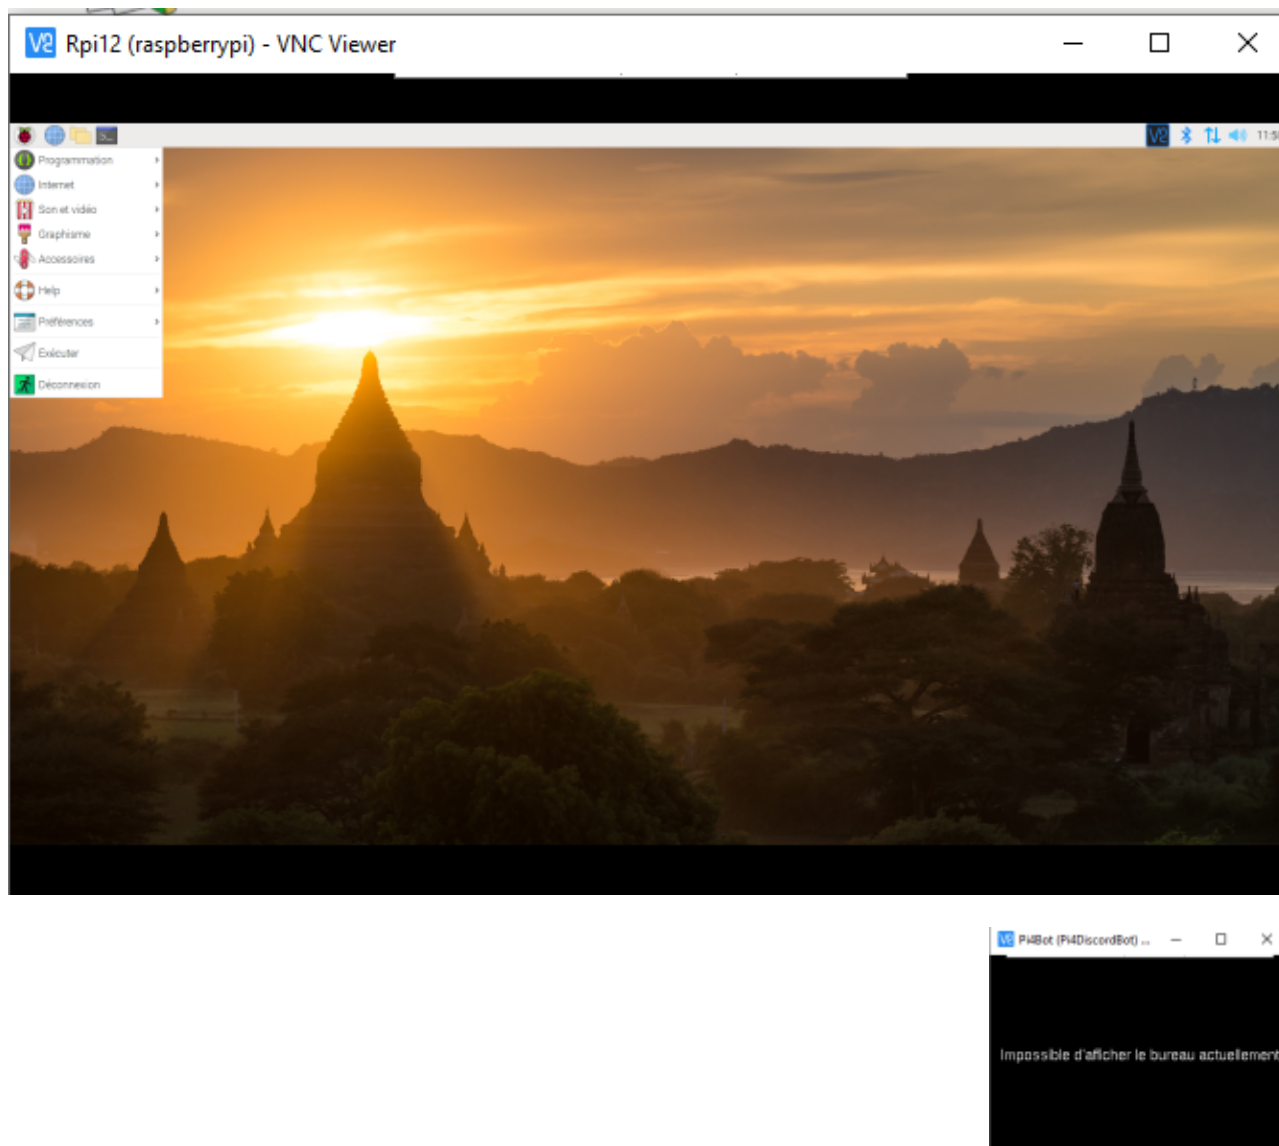 Rpi12 (raspberrypi) - VNC Viewer
Programmation
Internet
Son et vidéo
Graphisme
Accessoires
Help
Préférences
Exécuter
Déconnexion
Pi4Bot (Pi4DiscordBot) ...
Impossible d'afficher le bureau actuellement